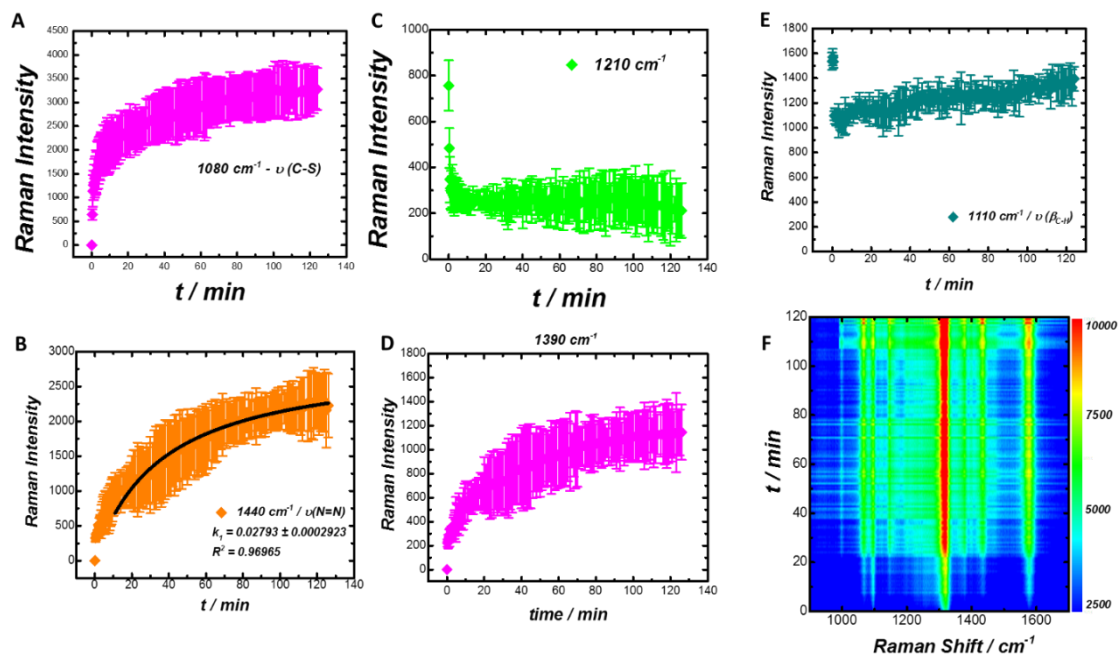 A
4500
4000
3500
3000
2500
2000
1500
1000
500
0
Raman Intensity
1080 cm⁻¹ - υ (C-S)
0 20 40 60 80 100 120 140
t / min
B
3000
2500
2000
1500
1000
500
0
Raman Intensity
1440 cm⁻¹ / υ(N=N)
k₁ = 0.02793 ± 0.0002923
R² = 0.96965
0 20 40 60 80 100 120 140
t / min
C
1000
800
600
400
200
0
Raman Intensity
1210 cm⁻¹
0 20 40 60 80 100 120 140
t / min
D
1390 cm⁻¹
1800
1600
1400
1200
1000
800
600
400
200
0
Raman Intensity
0 20 40 60 80 100 120 140
time / min
E
1800
1600
1400
1200
1000
800
600
400
200
0
Raman Intensity
1110 cm⁻¹ / υ (β_C-H)
0 20 40 60 80 100 120
t / min
F
120
100
80
60
40
20
0
t / min
1000 1200 1400 1600
Raman Shift / cm⁻¹
10000
7500
5000
2500